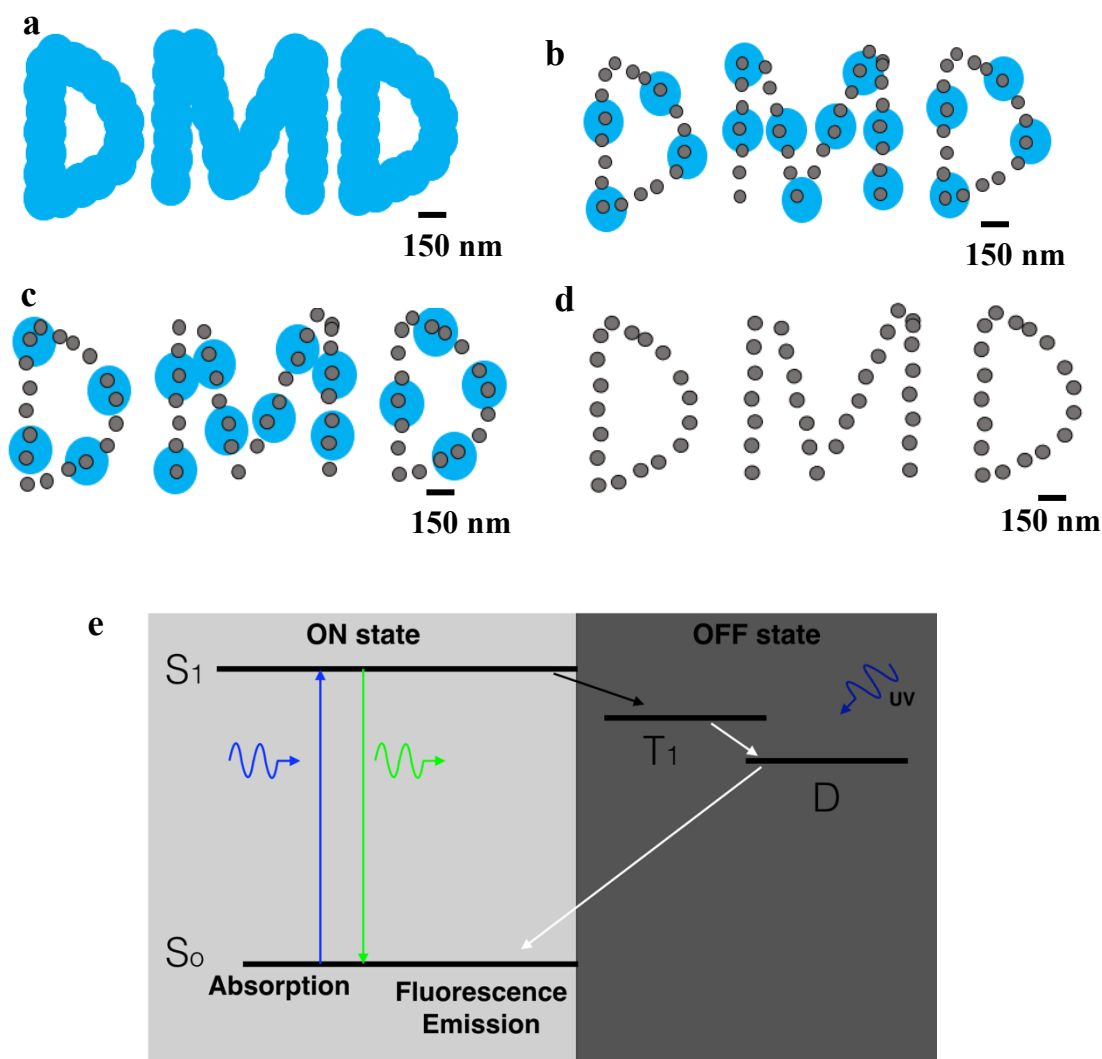 a
DMD
150 nm
b
150 nm
c
150 nm
d
150 nm
e
ON state
OFF state
S1
UV
T1
D
So
Absorption
Fluorescence
Emission